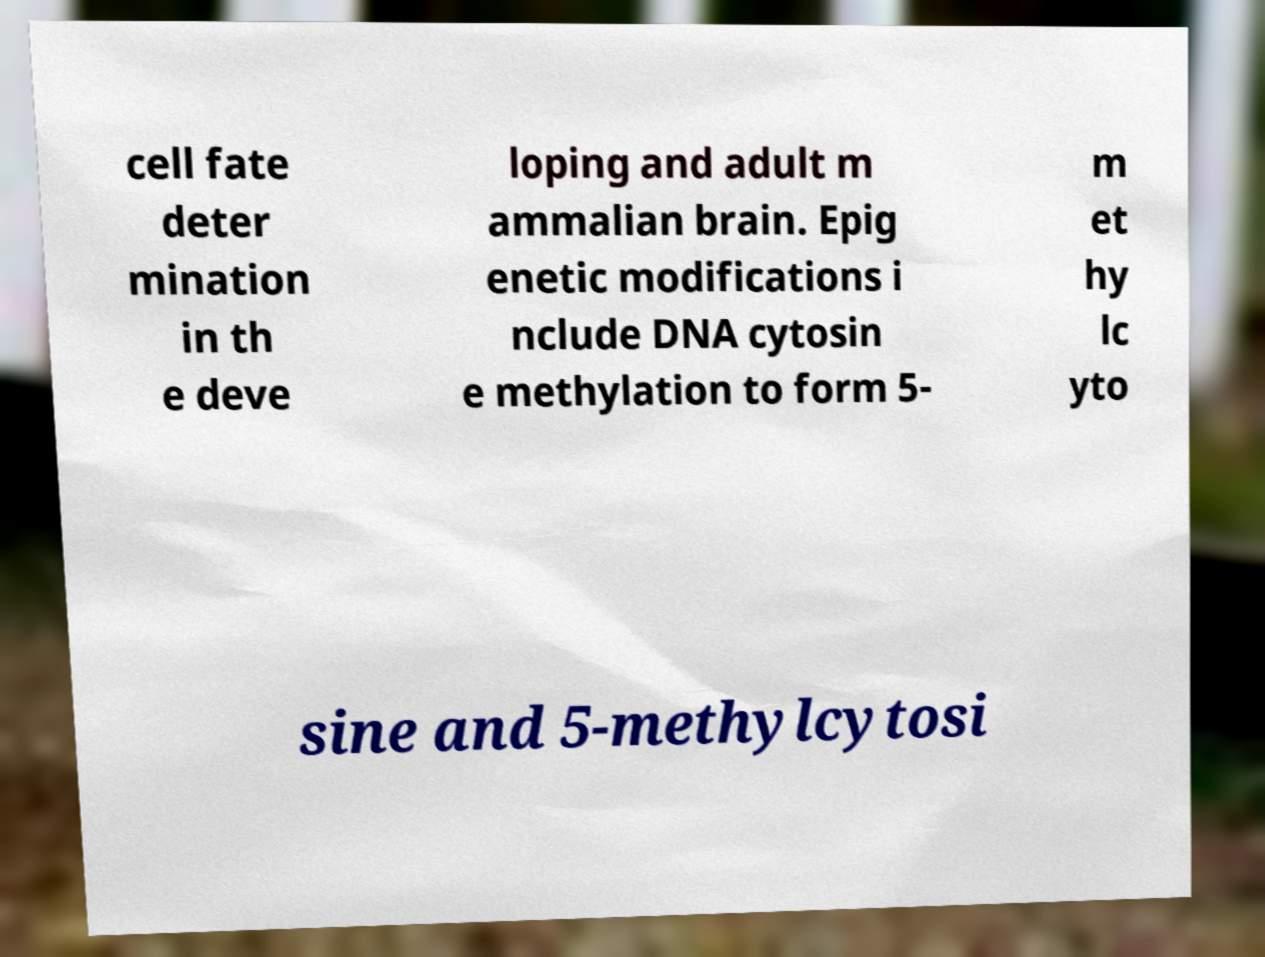 cell fate
deter
mination
in th
e deve
loping and adult m
ammalian brain. Epig
enetic modifications i
nclude DNA cytosin
e methylation to form 5-
m
et
hy
lc
yto
sine and 5-methylcytosi